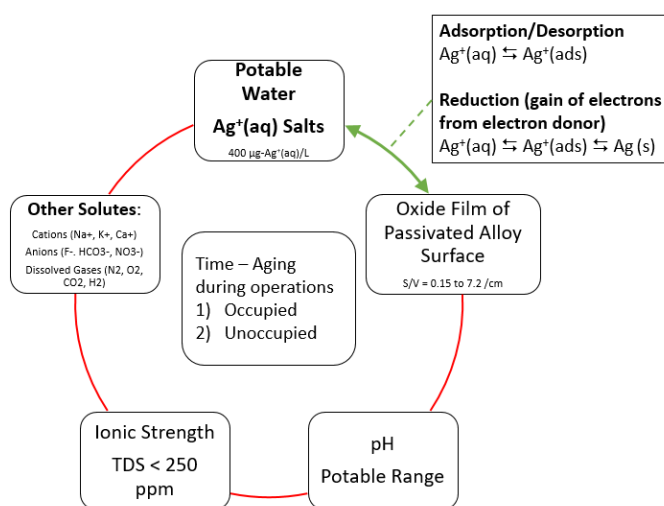 Adsorption/Desorption
Ag⁺(aq) ⇆ Ag⁺(ads)
Reduction (gain of electrons
from electron donor)
Ag⁺(aq) ⇆ Ag⁺(ads) ⇆ Ag (s)
Potable
Water
Ag⁺(aq) Salts
400 µg-Ag⁺(aq)/L
Other Solutes:
Cations (Na+, K+, Ca+)
Anions (F-. HCO3-, NO3-)
Dissolved Gases (N2, O2,
CO2, H2)
Oxide Film of
Passivated Alloy
Surface
S/V = 0.15 to 7.2 /cm
Time – Aging
during operations
1) Occupied
2) Unoccupied
Ionic Strength
TDS < 250
ppm
pH
Potable Range